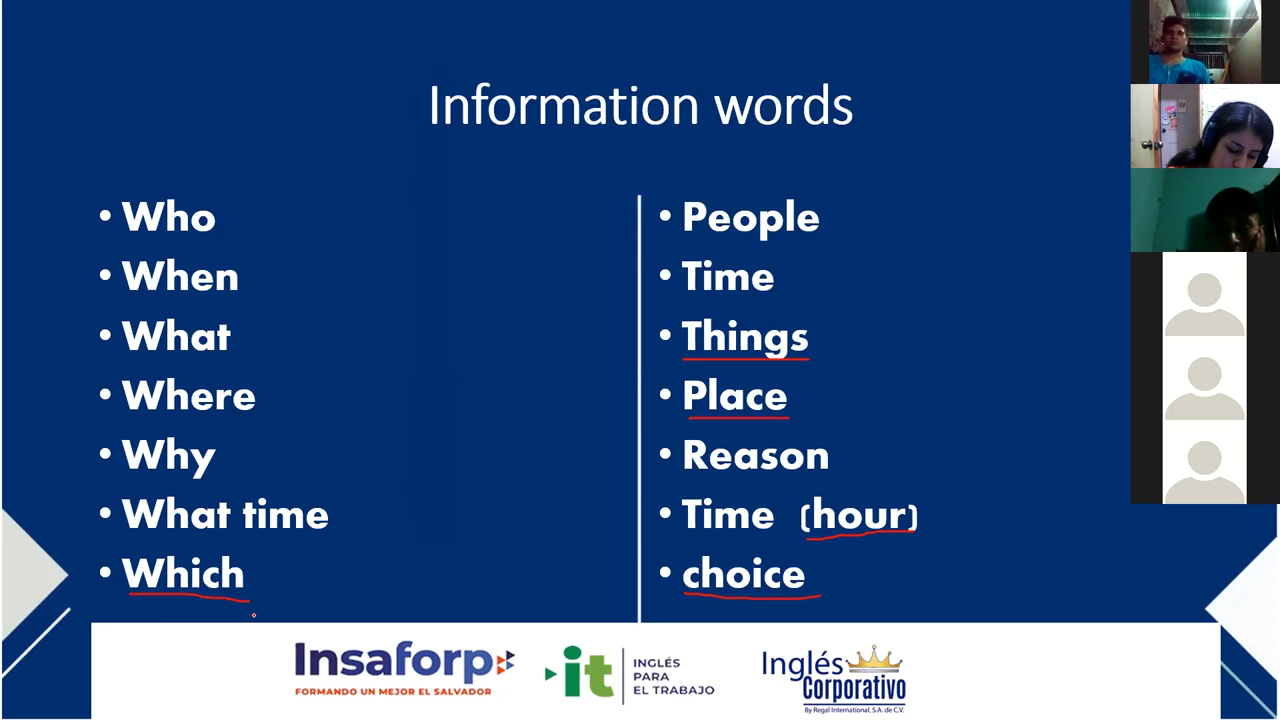 Information words
• Who
• When
• What
• Where
• Why
• What time
• Which
• People
• Time
• Things
• Place
• Reason
• Time (hour)
• choice
Insaforp
FORMANDO UN MEJOR EL SALVADOR
it
INGLÉS
PARA
EL TRABAJO
Inglés
Corporativo
By Regal International, S.A. de C.V.